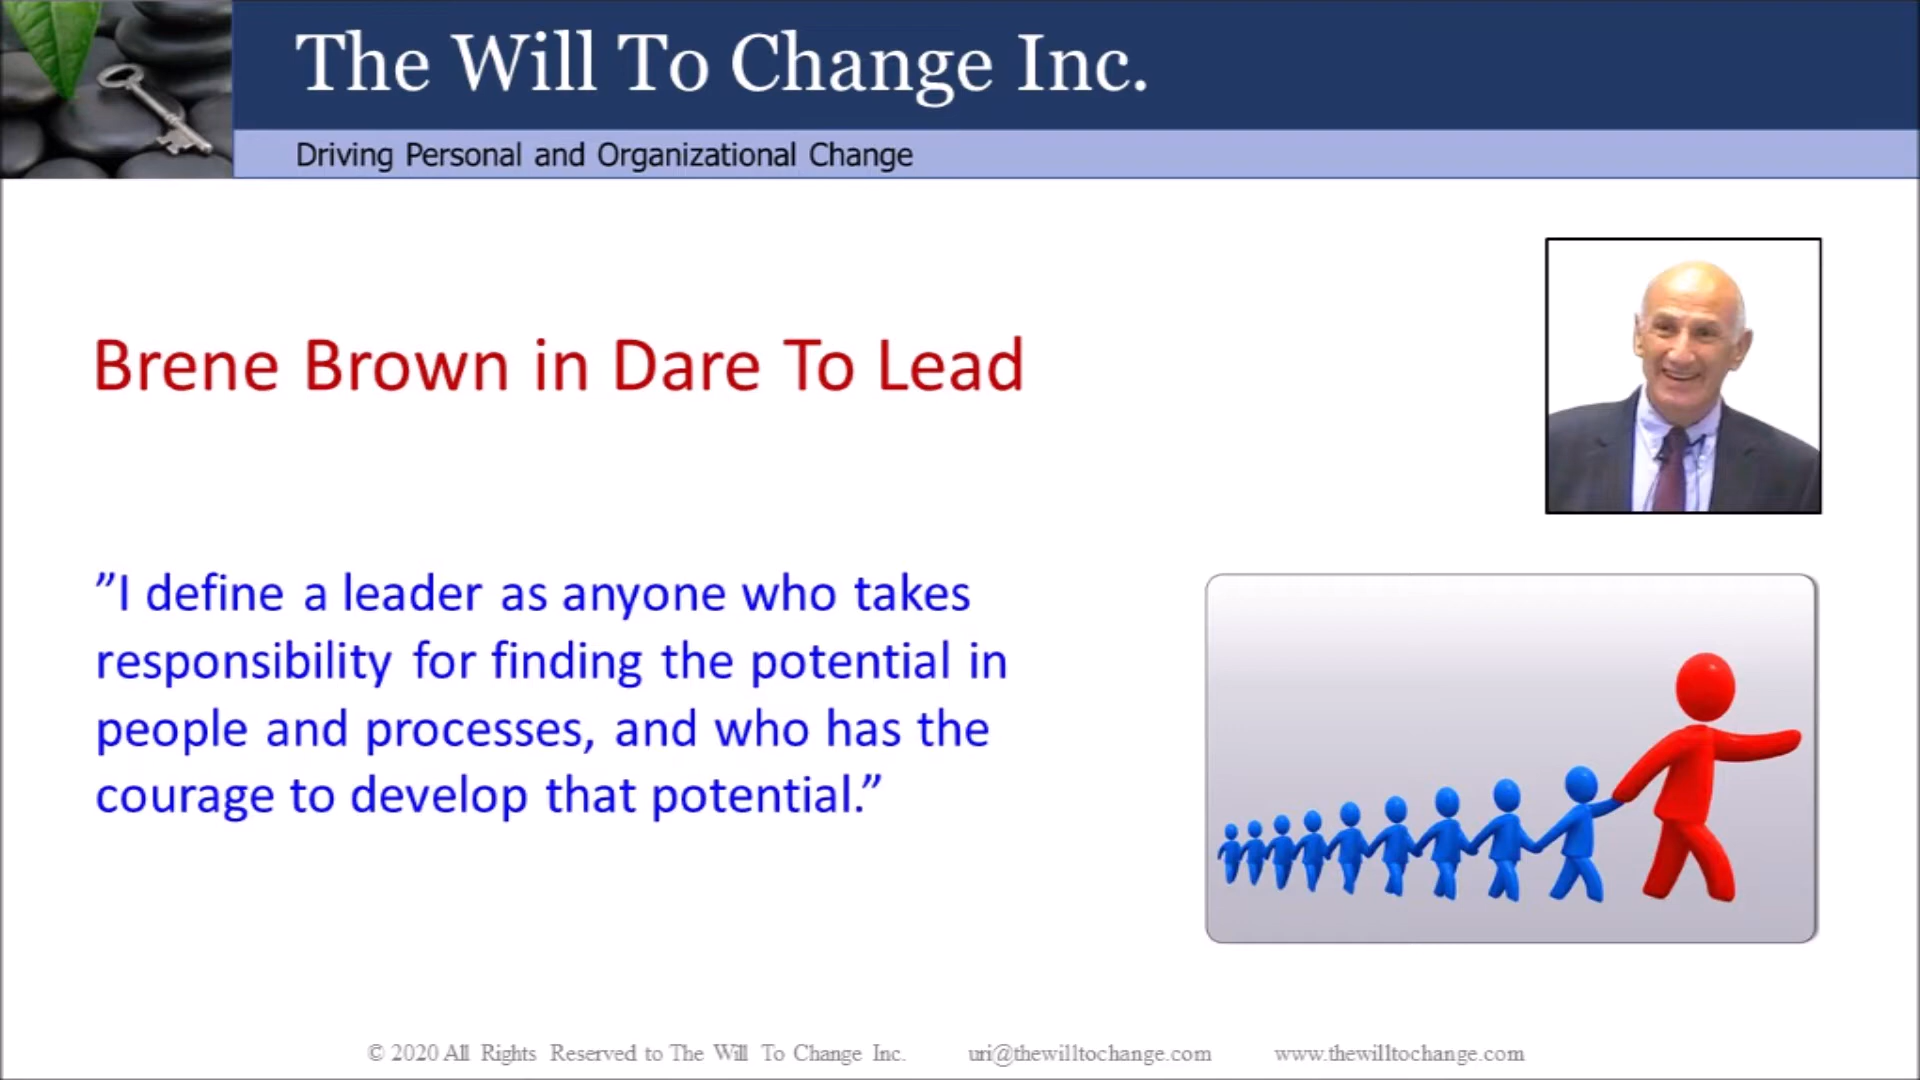 The Will To Change Inc.
Driving Personal and Organizational Change
Brene Brown in Dare To Lead
”I define a leader as anyone who takes
responsibility for finding the potential in
people and processes, and who has the
courage to develop that potential.”
© 2020 All Rights Reserved to The Will To Change Inc. uri@thewilltochange.com www.thewilltochange.com